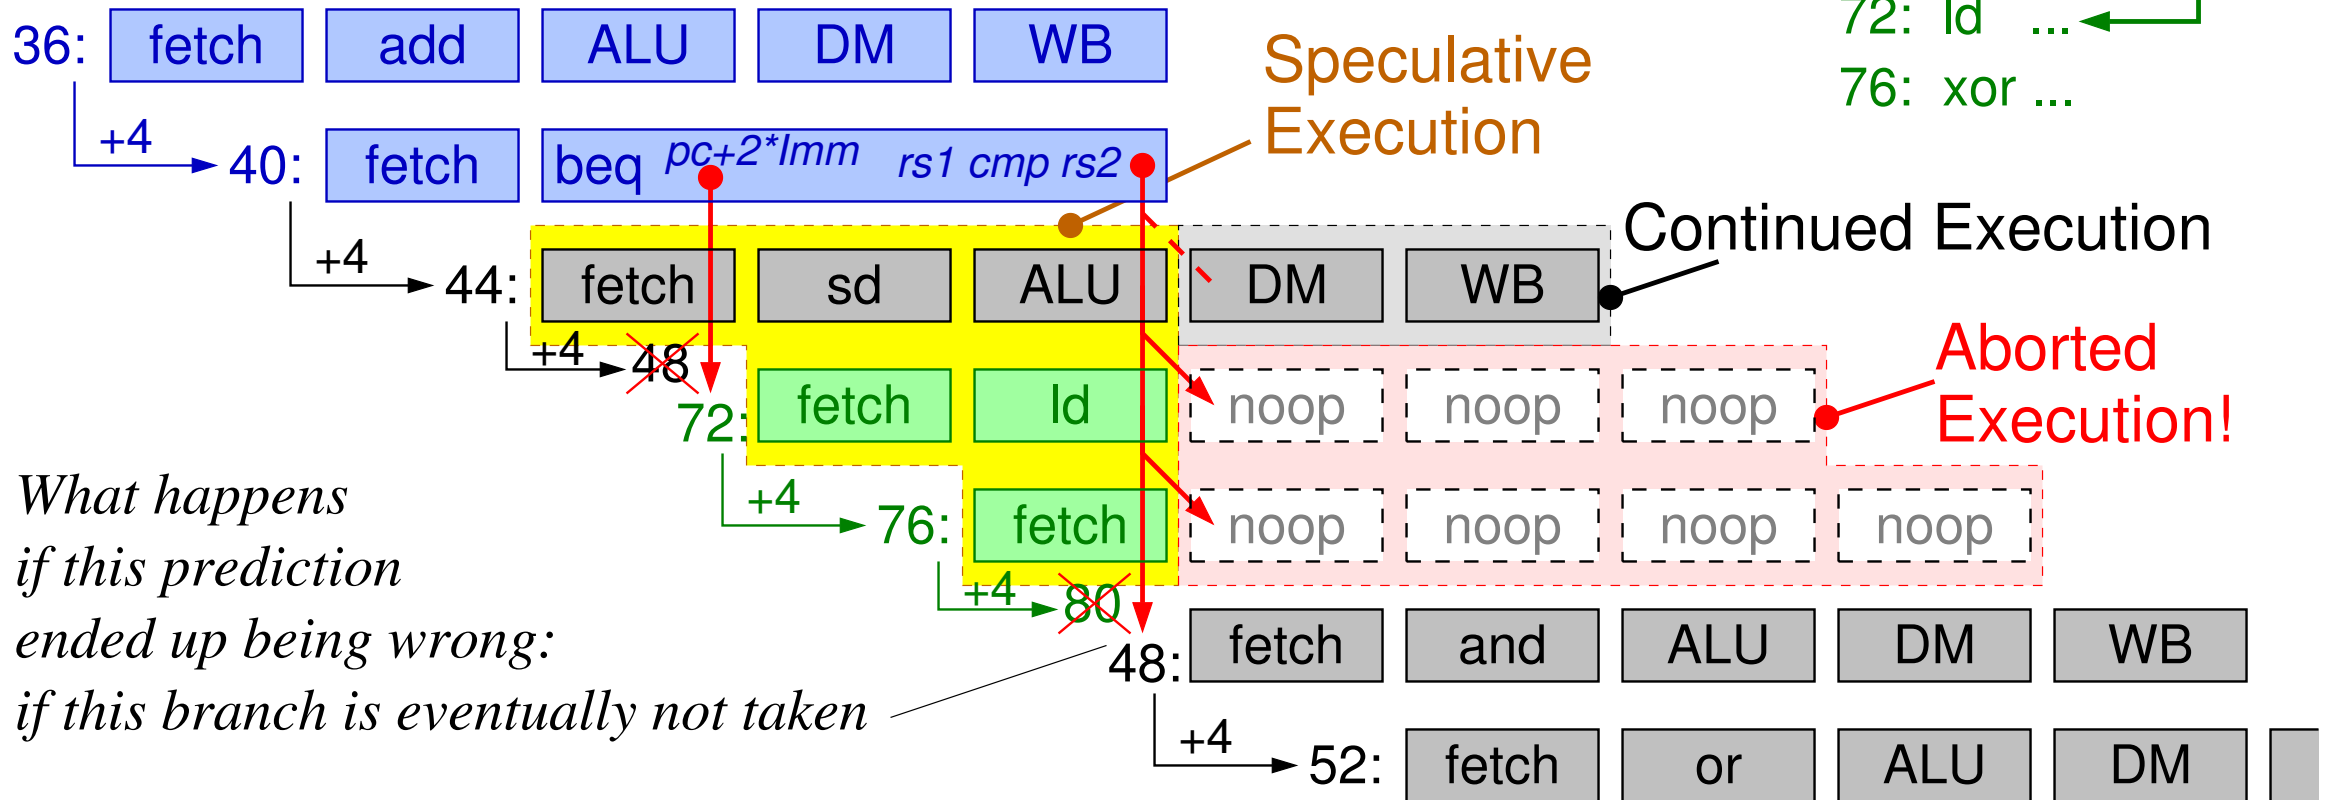 72: ld ...
76: xor ...
36: fetch add ALU DM WB
Speculative
Execution
+4 40: fetch beq pc+2*Imm rs1 cmp rs2
Continued Execution
+4 44: fetch sd ALU DM WB
+4 48
Aborted
Execution!
72: fetch ld noop noop noop
+4 76: fetch noop noop noop noop
+4 80
What happens
if this prediction
ended up being wrong:
if this branch is eventually not taken
48: fetch and ALU DM WB
+4 52: fetch or ALU DM